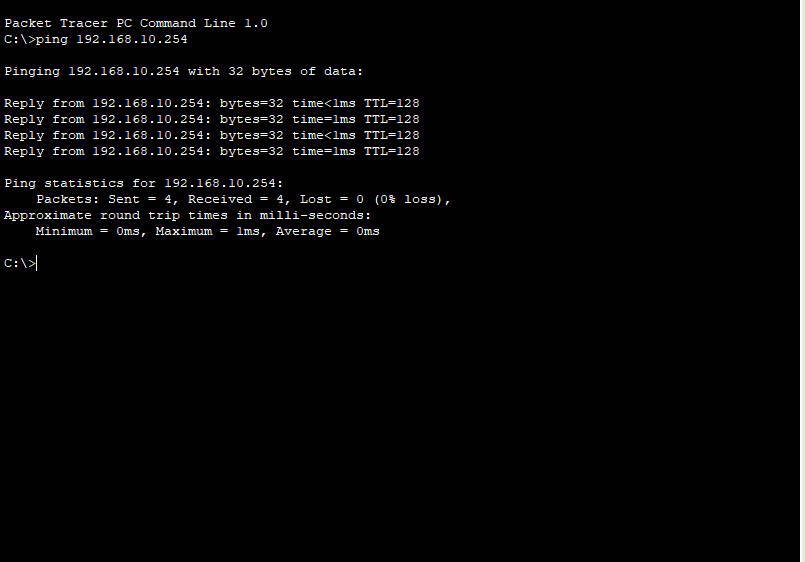 Packet Tracer PC Command Line 1.0
C:\>ping 192.168.10.254
Pinging 192.168.10.254 with 32 bytes of data:
Reply from 192.168.10.254: bytes=32 time<1ms TTL=128
Reply from 192.168.10.254: bytes=32 time=1ms TTL=128
Reply from 192.168.10.254: bytes=32 time<1ms TTL=128
Reply from 192.168.10.254: bytes=32 time=1ms TTL=128
Ping statistics for 192.168.10.254:
Packets: Sent = 4, Received = 4, Lost = 0 (0% loss),
Approximate round trip times in milli-seconds:
Minimum = 0ms, Maximum = 1ms, Average = 0ms
C:\>